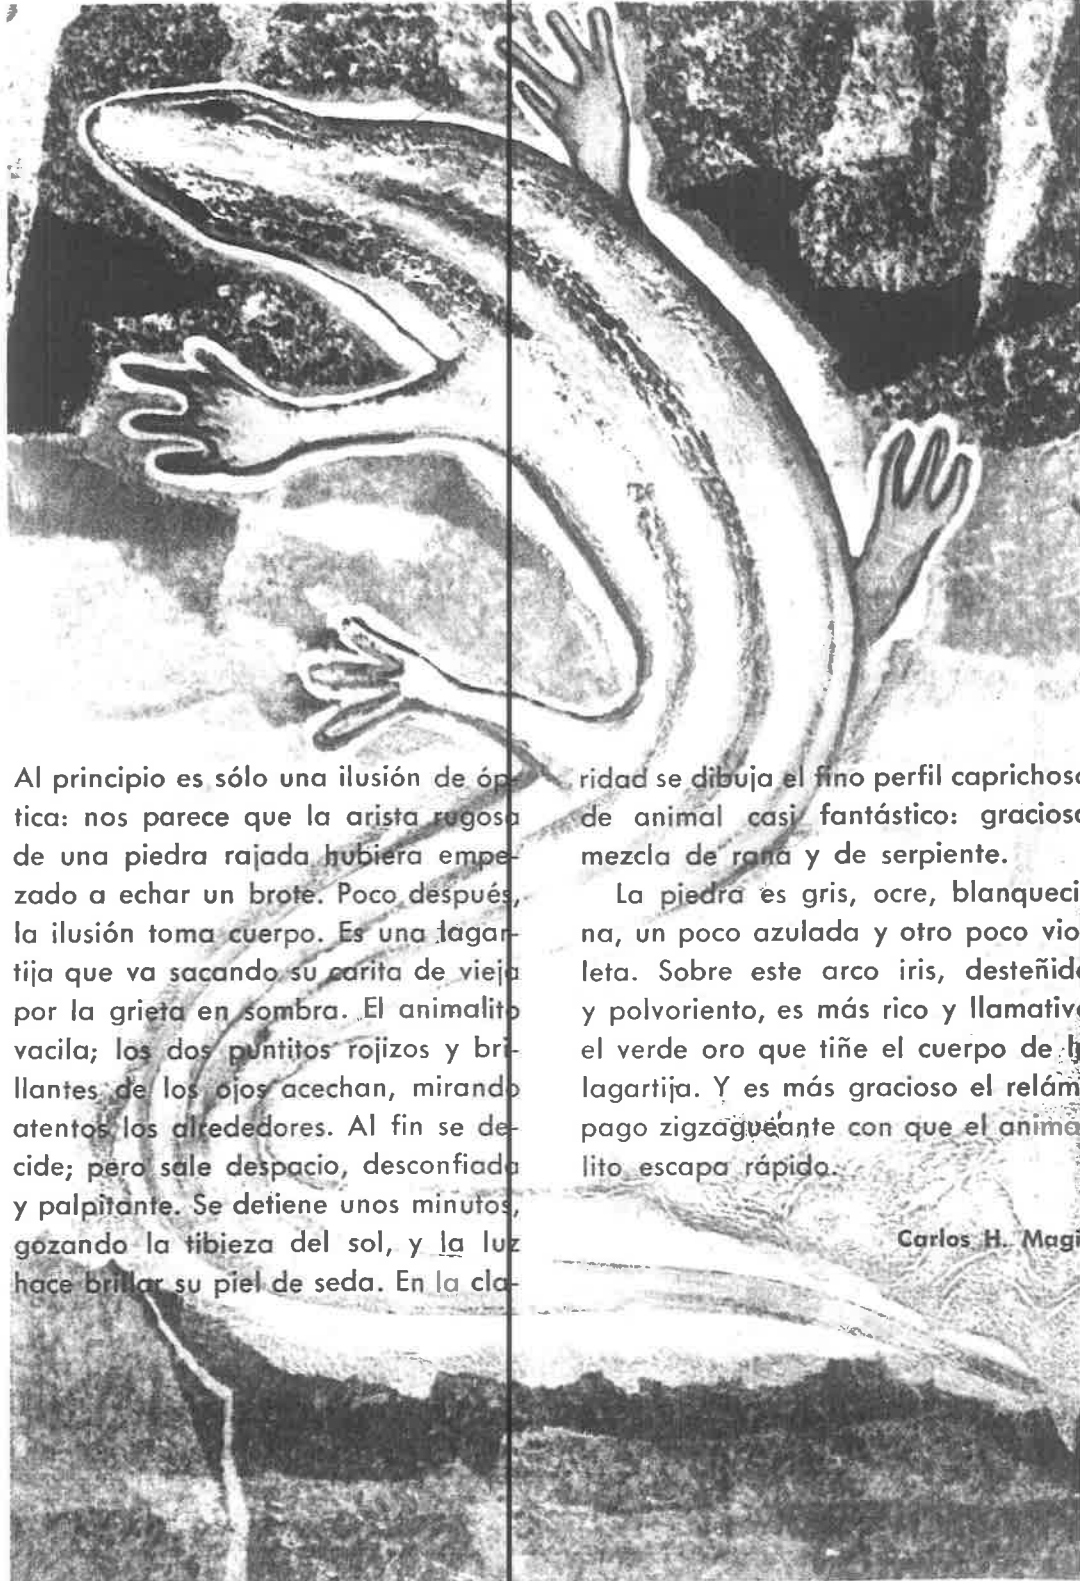 Al principio es sólo una ilusión de óp-
tica: nos parece que la arista rugosa
de una piedra rajada hubiera empe-
zado a echar un brote. Poco después,
la ilusión toma cuerpo. Es una lagar-
tija que va sacando su carita de vieja
por la grieta en sombra. El animalito
vacila; los dos puntitos rojizos y bri-
llantes de los ojos acechan, mirando
atentos los alrededores. Al fin se de-
cide; pero sale despacio, desconfiada
y palpitante. Se detiene unos minutos,
gozando la tibieza del sol, y la luz
hace brillar su piel de seda. En la cla-
ridad se dibuja el fino perfil caprichoso
de animal casi fantástico: graciosa
mezcla de rana y de serpiente.
La piedra es gris, ocre, blanqueci
na, un poco azulada y otro poco vio
leta. Sobre este arco iris, desteñido
y polvoriento, es más rico y llamativo
el verde oro que tiñe el cuerpo de
lagartija. Y es más gracioso el relám
pago zigzagueante con que el anima
lito escapa rápido.
Carlos H. Magi